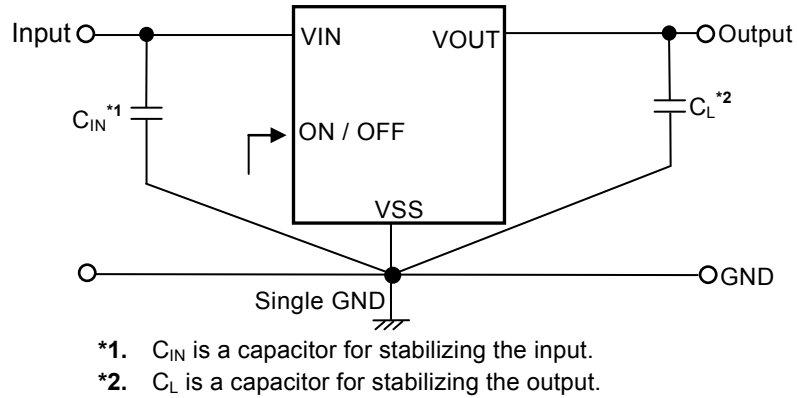 Input
VIN
VOUT
Output
CIN*1
CL*2
ON / OFF
VSS
GND
Single GND
*1. CIN is a capacitor for stabilizing the input.
*2. CL is a capacitor for stabilizing the output.